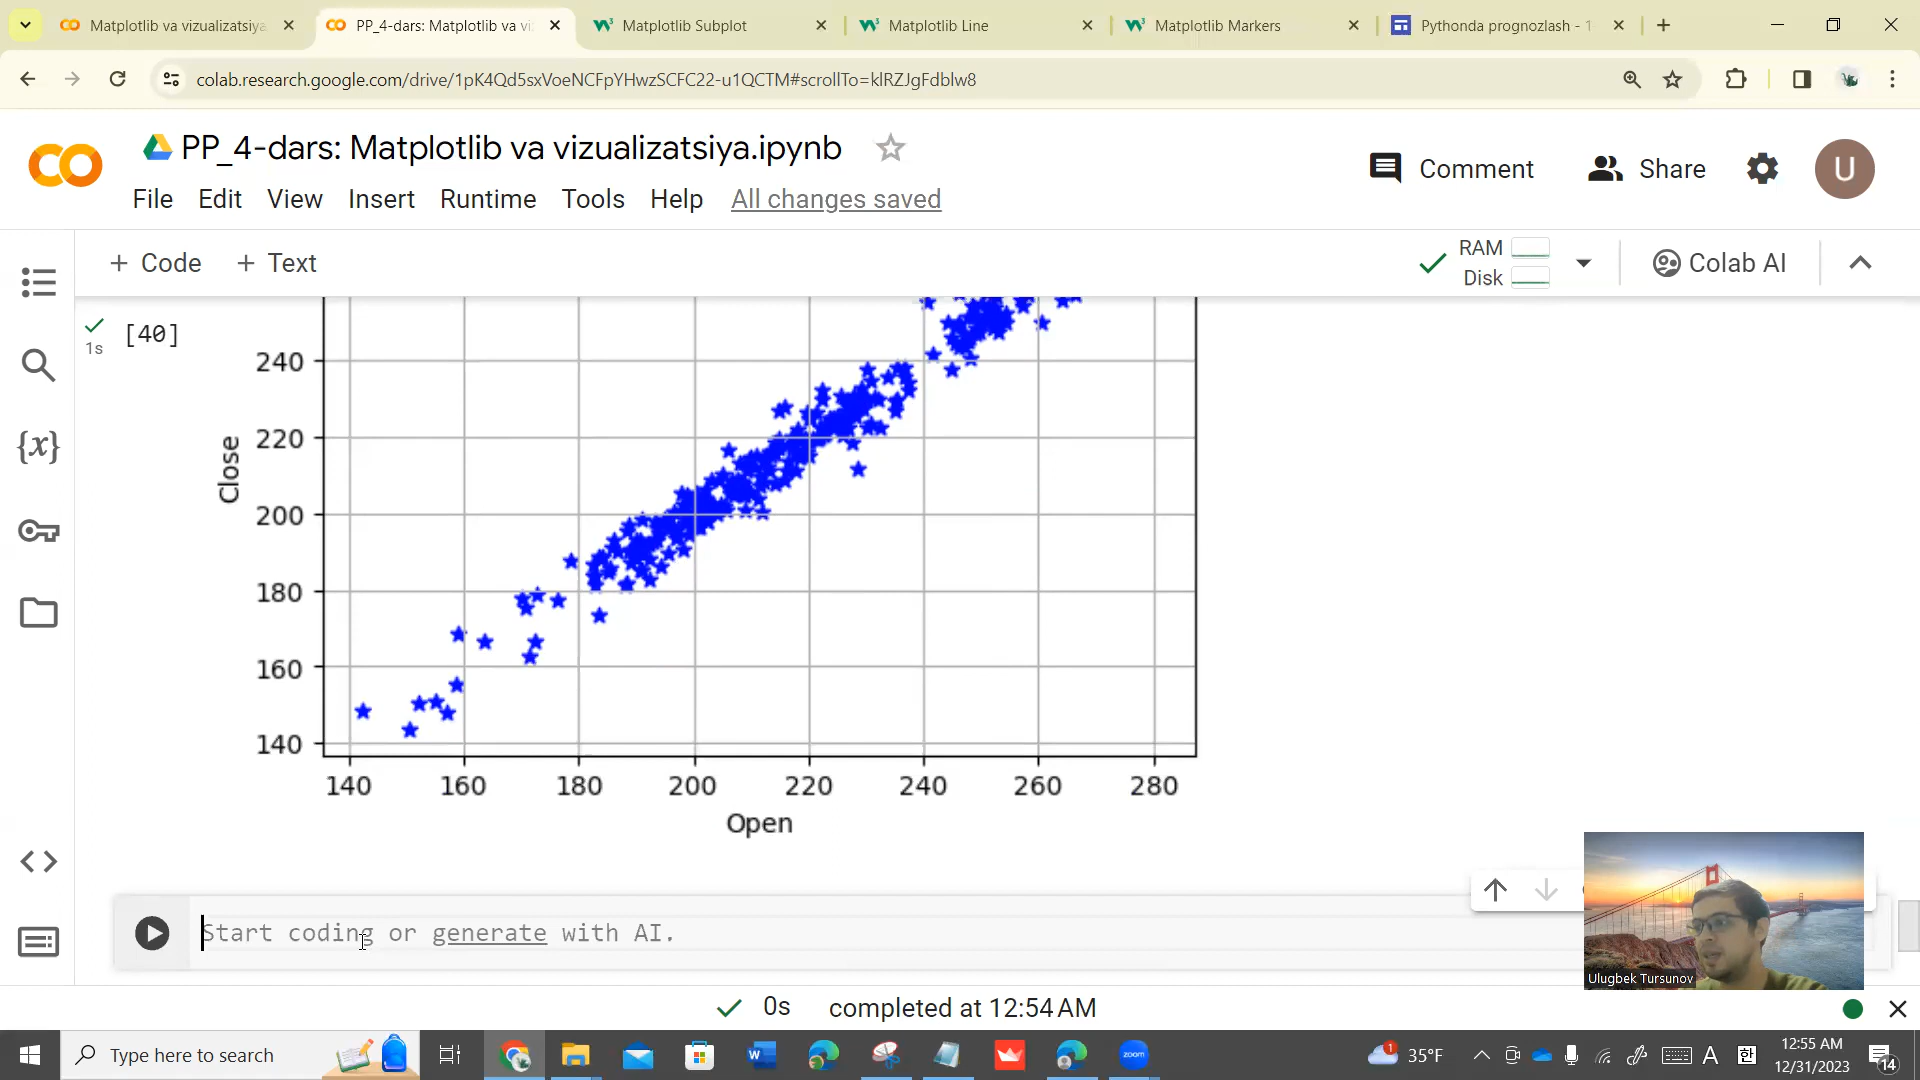 Matplotlib va vizualizatsiya
PP_4-dars: Matplotlib va vi
Matplotlib Subplot
Matplotlib Line
Matplotlib Markers
Pythonda prognozlash - 1
colab.research.google.com/drive/1pK4Qd5sxVoeNCFpYHwzSCFC22-u1QCTM#scrollTo=klRZJgFdblw8
PP_4-dars: Matplotlib va vizualizatsiya.ipynb
Comment
Share
U
File Edit View Insert Runtime Tools Help All changes saved
+ Code + Text
RAM
Disk
Colab AI
[40]
1s
{x}
240
220
200
180
160
140
Close
140 160 180 200 220 240 260 280
Open
Start coding or generate with AI.
Ulugbek Tursunov
0s completed at 12:54 AM
Type here to search
zoom
1
35°F
A
한
12:55 AM
12/31/2023
14